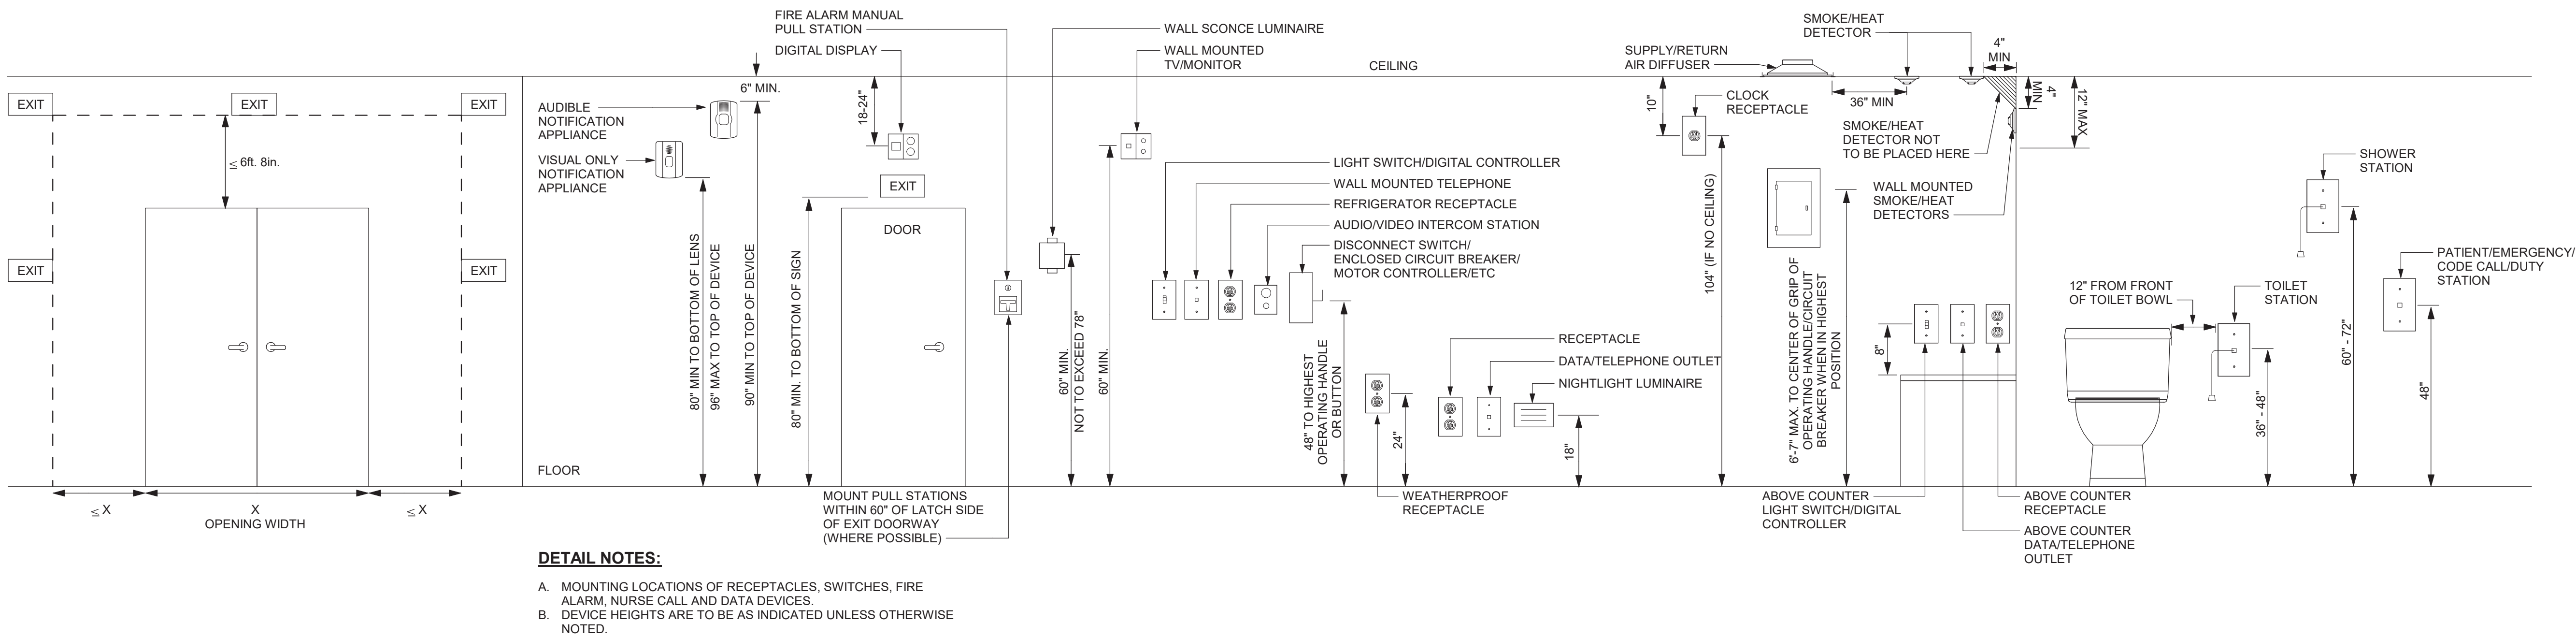 EXIT
EXIT
EXIT
≤ 6ft. 8in.
EXIT
EXIT
≤ X
X
OPENING WIDTH
≤ X
AUDIBLE
NOTIFICATION
APPLIANCE
VISUAL ONLY
NOTIFICATION
APPLIANCE
6" MIN.
80" MIN TO BOTTOM OF LENS
96" MAX TO TOP OF DEVICE
90" MIN TO TOP OF DEVICE
FLOOR
FIRE ALARM MANUAL
PULL STATION
DIGITAL DISPLAY
18-24"
EXIT
DOOR
80" MIN. TO BOTTOM OF SIGN
MOUNT PULL STATIONS
WITHIN 60" OF LATCH SIDE
OF EXIT DOORWAY
(WHERE POSSIBLE)
WALL SCONCE LUMINAIRE
WALL MOUNTED
TV/MONITOR
60" MIN.
NOT TO EXCEED 78"
60" MIN.
CEILING
LIGHT SWITCH/DIGITAL CONTROLLER
WALL MOUNTED TELEPHONE
REFRIGERATOR RECEPTACLE
AUDIO/VIDEO INTERCOM STATION
DISCONNECT SWITCH/
ENCLOSED CIRCUIT BREAKER/
MOTOR CONTROLLER/ETC
48" TO HIGHEST
OPERATING HANDLE
OR BUTTON
24"
WEATHERPROOF
RECEPTACLE
RECEPTACLE
DATA/TELEPHONE OUTLET
NIGHTLIGHT LUMINAIRE
18"
SUPPLY/RETURN
AIR DIFFUSER
10"
CLOCK
RECEPTACLE
104" (IF NO CEILING)
6'-7" MAX. TO CENTER OF GRIP OF
OPERATING HANDLE/CIRCUIT
BREAKER WHEN IN HIGHEST
POSITION
SMOKE/HEAT
DETECTOR
36" MIN
4"
MIN
4"
MIN
12" MAX
SMOKE/HEAT
DETECTOR NOT
TO BE PLACED HERE
WALL MOUNTED
SMOKE/HEAT
DETECTORS
8"
ABOVE COUNTER
LIGHT SWITCH/DIGITAL
CONTROLLER
ABOVE COUNTER
RECEPTACLE
ABOVE COUNTER
DATA/TELEPHONE
OUTLET
12" FROM FRONT
OF TOILET BOWL
TOILET
STATION
36" - 48"
SHOWER
STATION
60" - 72"
PATIENT/EMERGENCY/
CODE CALL/DUTY
STATION
48"
DETAIL NOTES:
A. MOUNTING LOCATIONS OF RECEPTACLES, SWITCHES, FIRE
ALARM, NURSE CALL AND DATA DEVICES.
B. DEVICE HEIGHTS ARE TO BE AS INDICATED UNLESS OTHERWISE
NOTED.